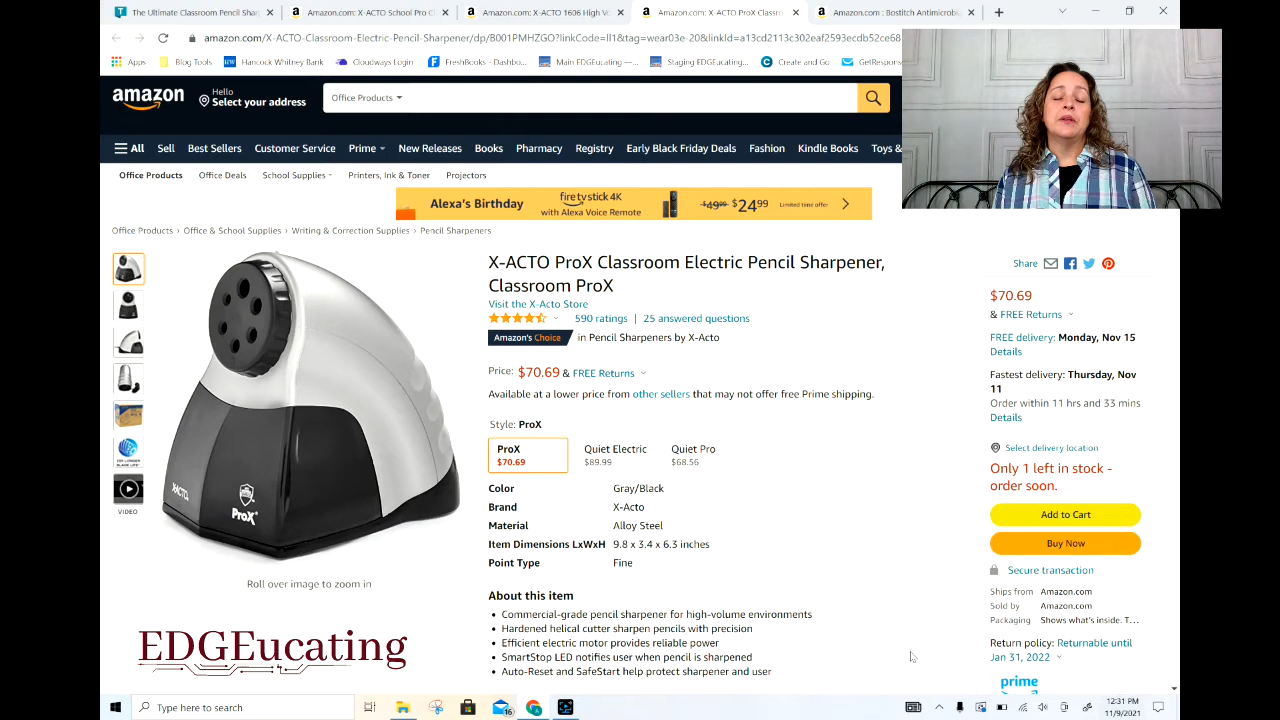 The Ultimate Classroom Pencil Shar
Amazon.com: X-ACTO School Pro C
Amazon.com: X-ACTO 1606 High V
Amazon.com: X-ACTO ProX Classro
Amazon.com : Bostitch Antimicrobia
amazon.com/X-ACTO-Classroom-Electric-Pencil-Sharpener/dp/B001PMHZGO?linkCode=ll1&tag=wear03e-20&linkId=a13cd2113c302eaf2593ecdb52ce68
Apps
Blog Tools
Hancock Whitney Bank
Cloudways Login
FreshBooks - Dashbo...
Main EDGEucating...
Staging EDGEucating...
Create and Go
GetRespon
amazon
Hello
Select your address
Office Products
All Sell Best Sellers Customer Service Prime New Releases Books Pharmacy Registry Early Black Friday Deals Fashion Kindle Books Toys &
Office Products Office Deals School Supplies Printers, Ink & Toner Projectors
Alexa's Birthday
fire tv stick 4K
with Alexa Voice Remote
$49.99 $24.99 Limited time offer
Office Products › Office & School Supplies › Writing & Correction Supplies › Pencil Sharpeners
X-ACTO ProX Classroom Electric Pencil Sharpener,
Classroom ProX
Visit the X-Acto Store
590 ratings | 25 answered questions
Amazon's Choice in Pencil Sharpeners by X-Acto
Price: $70.69 & FREE Returns
Available at a lower price from other sellers that may not offer free Prime shipping.
Style: ProX
ProX
$70.69
Quiet Electric
$89.99
Quiet Pro
$68.56
Color Gray/Black
Brand X-Acto
Material Alloy Steel
Item Dimensions LxWxH 9.8 x 3.4 x 6.3 inches
Point Type Fine
About this item
• Commercial-grade pencil sharpener for high-volume environments
• Hardened helical cutter sharpen pencils with precision
• Efficient electric motor provides reliable power
• SmartStop LED notifies user when pencil is sharpened
• Auto-Reset and SafeStart help protect sharpener and user
X-ACTO
ProX
VIDEO
Roll over image to zoom in
EDGEucating
Share
$70.69
& FREE Returns
FREE delivery: Monday, Nov 15
Details
Fastest delivery: Thursday, Nov
11
Order within 11 hrs and 33 mins
Details
Select delivery location
Only 1 left in stock -
order soon.
Add to Cart
Buy Now
Secure transaction
Ships from Amazon.com
Sold by Amazon.com
Packaging Shows what's inside. T...
Return policy: Returnable until
Jan 31, 2022
prime
Type here to search
16
12:31 PM
11/9/2021